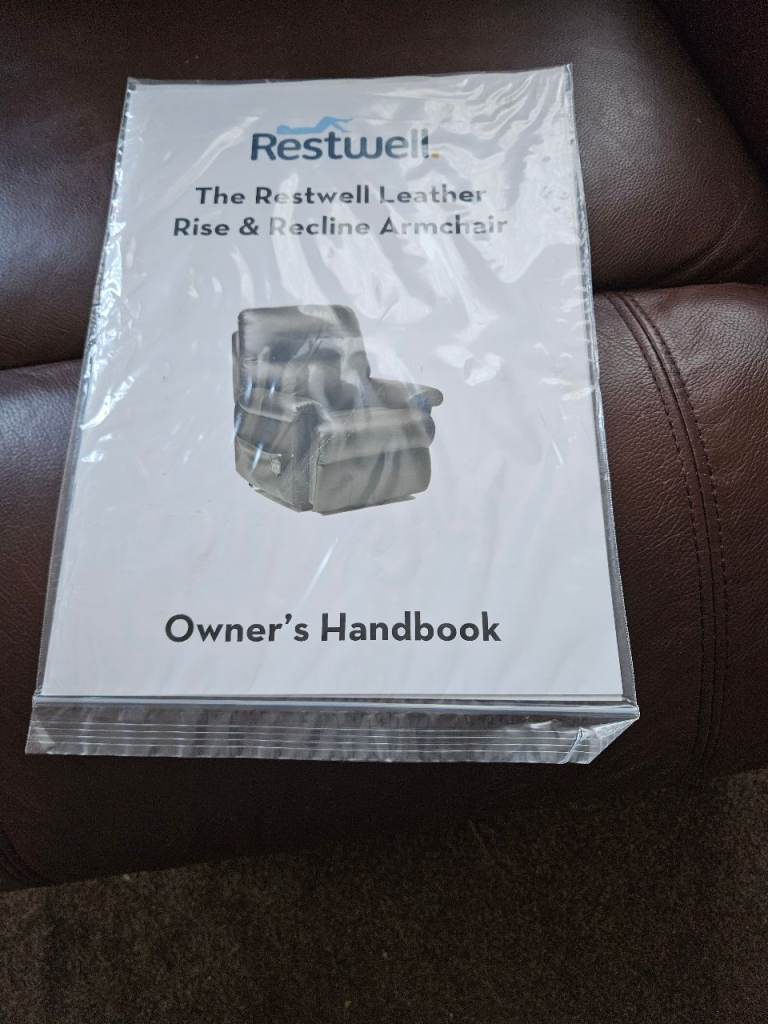 Restwell.
The Restwell Leather
Rise & Recline Armchair
Owner's Handbook